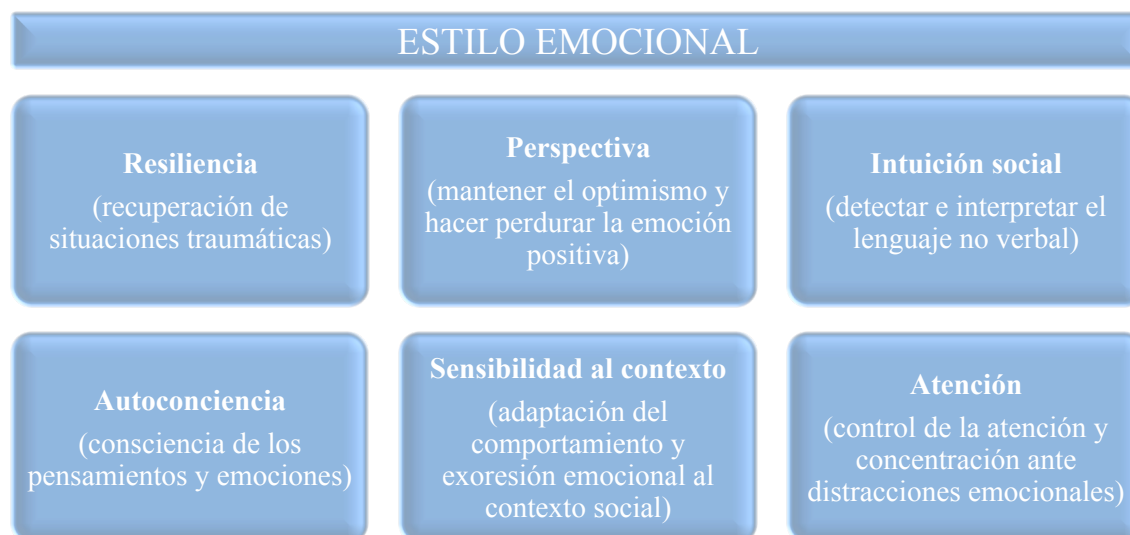 ESTILO EMOCIONAL
Resiliencia
(recuperación de
situaciones traumáticas)
Perspectiva
(mantener el optimismo y
hacer perdurar la emoción
positiva)
Intuición social
(detectar e interpretar el
lenguaje no verbal)
Autoconciencia
(consciencia de los
pensamientos y emociones)
Sensibilidad al contexto
(adaptación del
comportamiento y
exoresión emocional al
contexto social)
Atención
(control de la atención y
concentración ante
distracciones emocionales)